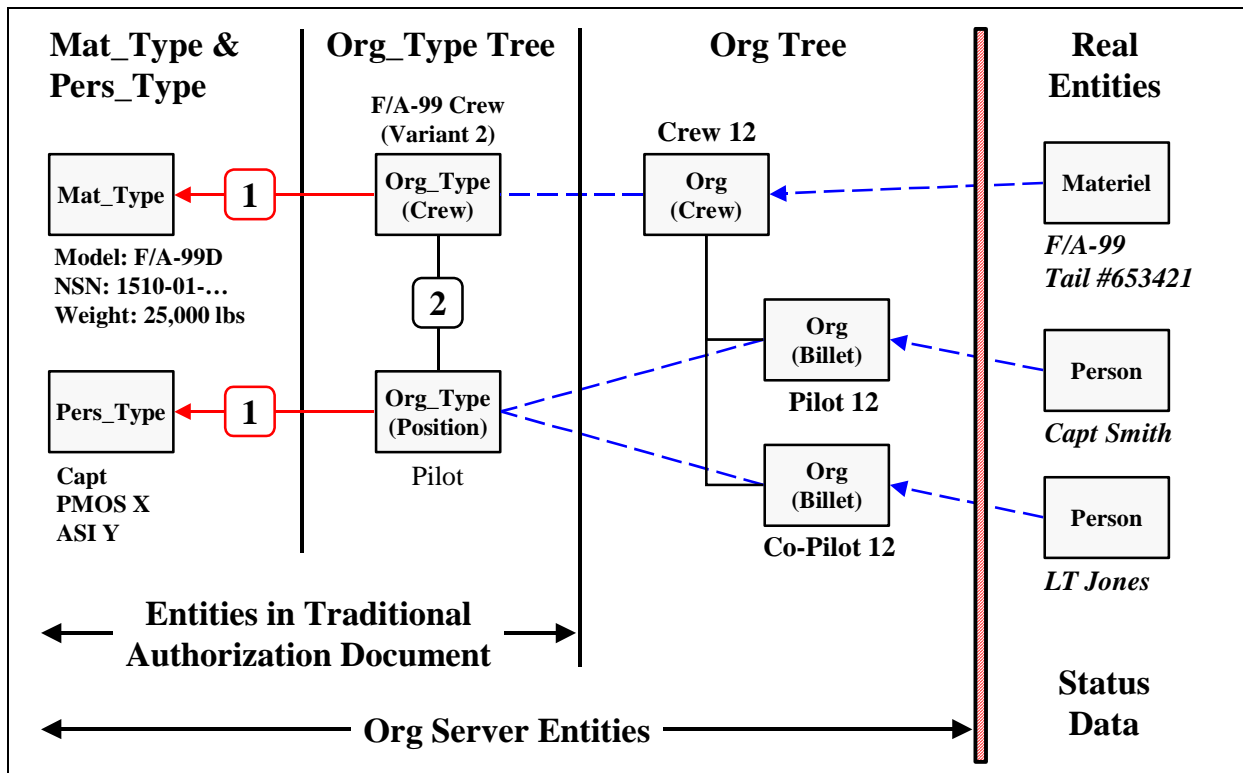 Mat_Type &
Pers_Type
Org_Type Tree
Org Tree
Real
Entities
F/A-99 Crew
(Variant 2)
Crew 12
Mat_Type
1
Org_Type
(Crew)
Org
(Crew)
Materiel
Model: F/A-99D
NSN: 1510-01-…
Weight: 25,000 lbs
F/A-99
Tail #653421
2
Org
(Billet)
Pilot 12
Person
Capt Smith
Pers_Type
1
Org_Type
(Position)
Pilot
Capt
PMOS X
ASI Y
Org
(Billet)
Co-Pilot 12
Person
LT Jones
Entities in Traditional
Authorization Document
Org Server Entities
Status
Data